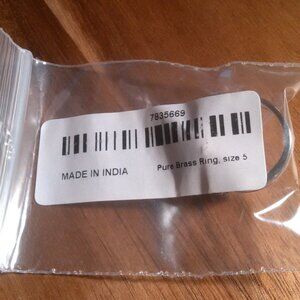 7835669
MADE IN INDIA
Pure Brass Ring, size 5